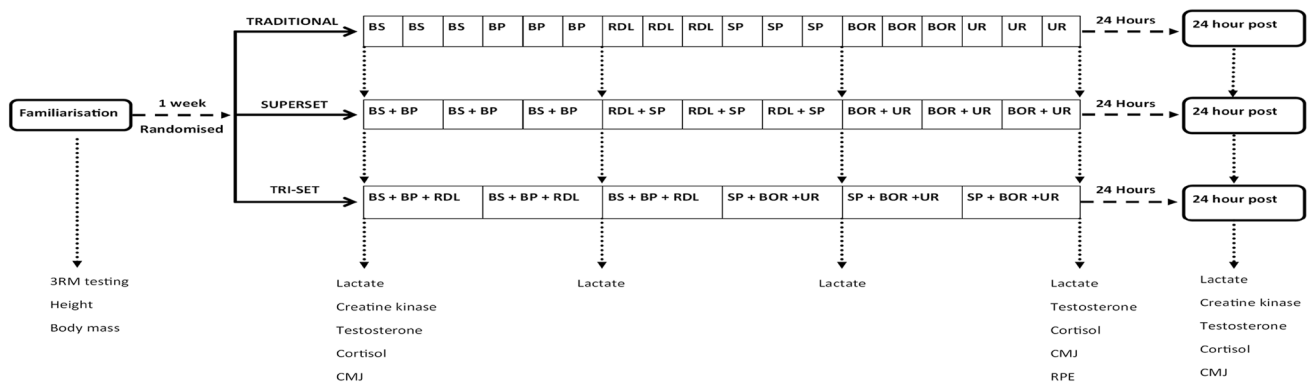 TRADITIONAL
BS BS BS BP BP BP RDL RDL RDL SP SP SP BOR BOR BOR UR UR UR
24 Hours
24 hour post
Familiarisation
1 week
Randomised
SUPERSET
BS + BP BS + BP BS + BP RDL + SP RDL + SP RDL + SP BOR + UR BOR + UR BOR + UR
24 Hours
24 hour post
TRI-SET
BS + BP + RDL BS + BP + RDL BS + BP + RDL SP + BOR +UR SP + BOR +UR SP + BOR +UR
24 Hours
24 hour post
3RM testing
Height
Body mass
Lactate
Creatine kinase
Testosterone
Cortisol
CMJ
Lactate
Lactate
Lactate
Testosterone
Cortisol
CMJ
RPE
Lactate
Creatine kinase
Testosterone
Cortisol
CMJ